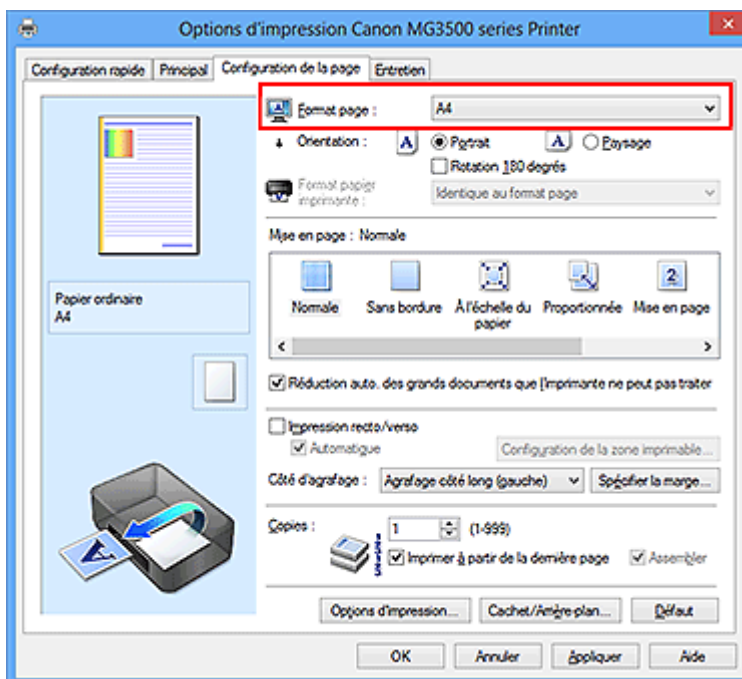 Options d'impression Canon MG3500 series Printer
Configuration rapide Principal Configuration de la page Entretien
Format page : A4
Orientation : A Portrait A Paysage
Rotation 180 degrés
Format papier
imprimante :
Identique au format page
Mise en page : Normale
2
Normale Sans bordure À l'échelle du
papier
Proportionnée Mise en page
Papier ordinaire
A4
Réduction auto. des grands documents que l'imprimante ne peut pas traiter
Impression recto/verso
Automatique Configuration de la zone imprimable...
Côté d'agrafage : Agrafage côté long (gauche) Spécifier la marge...
Copies : 1 (1-999)
Imprimer à partir de la dernière page Assembler
A
Options d'impression... Cachet/Arrière-plan... Défaut
OK Annuler Appliquer Aide